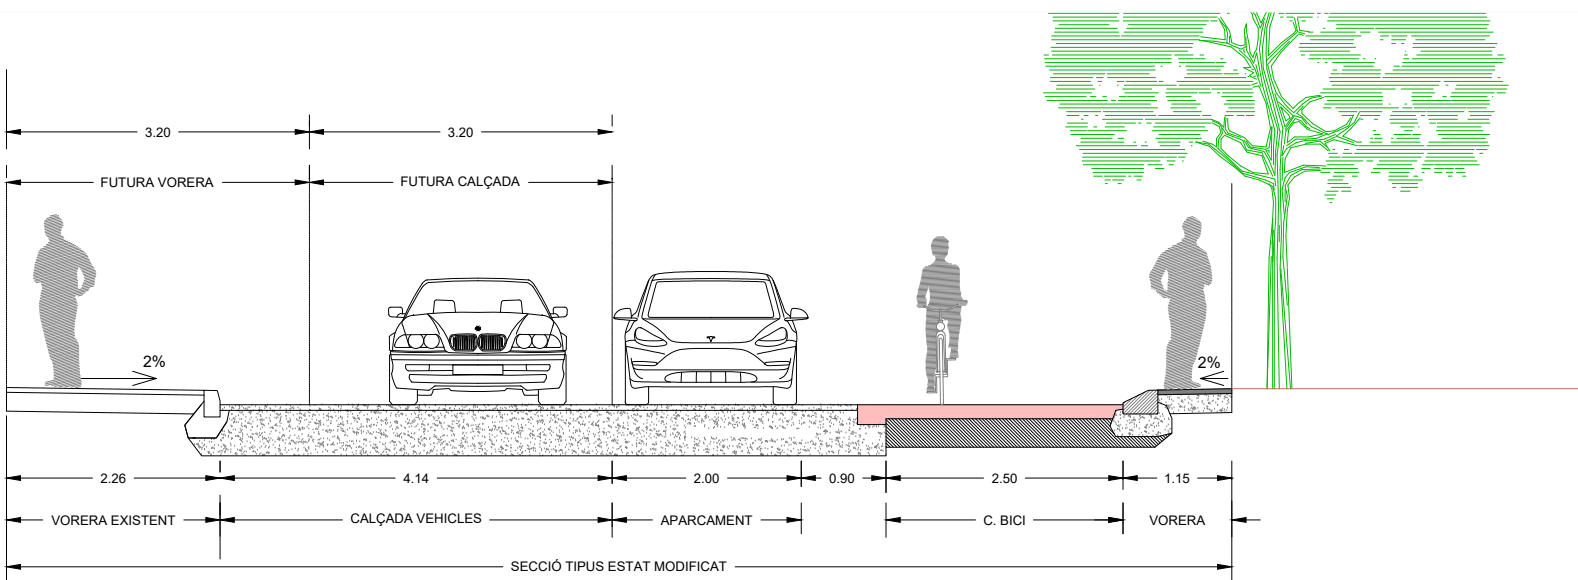 3.20
3.20
FUTURA VORERA
FUTURA CALÇADA
2%
2%
2.26
4.14
2.00
0.90
2.50
1.15
VORERA EXISTENT
CALÇADA VEHICLES
APARCAMENT
C. BICI
VORERA
SECCIÓ TIPUS ESTAT MODIFICAT